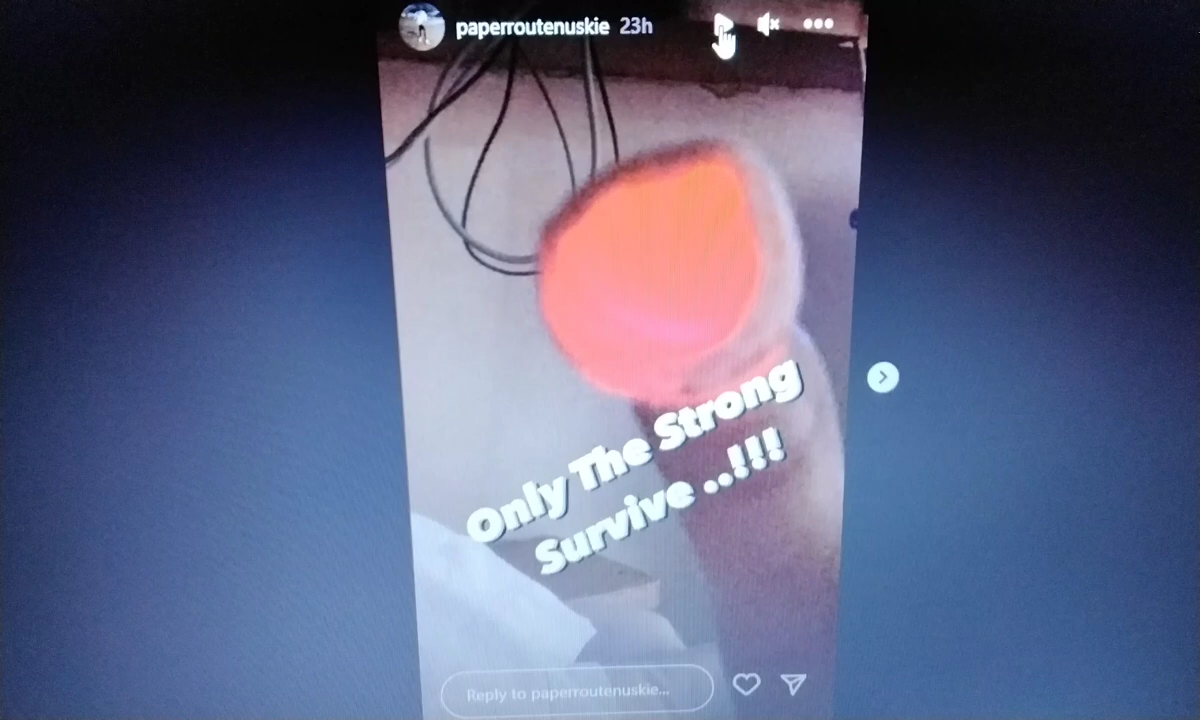 paperroutenuskie 23h
Only The Strong
Survive ..!!!
Reply to paperroutenuskie...